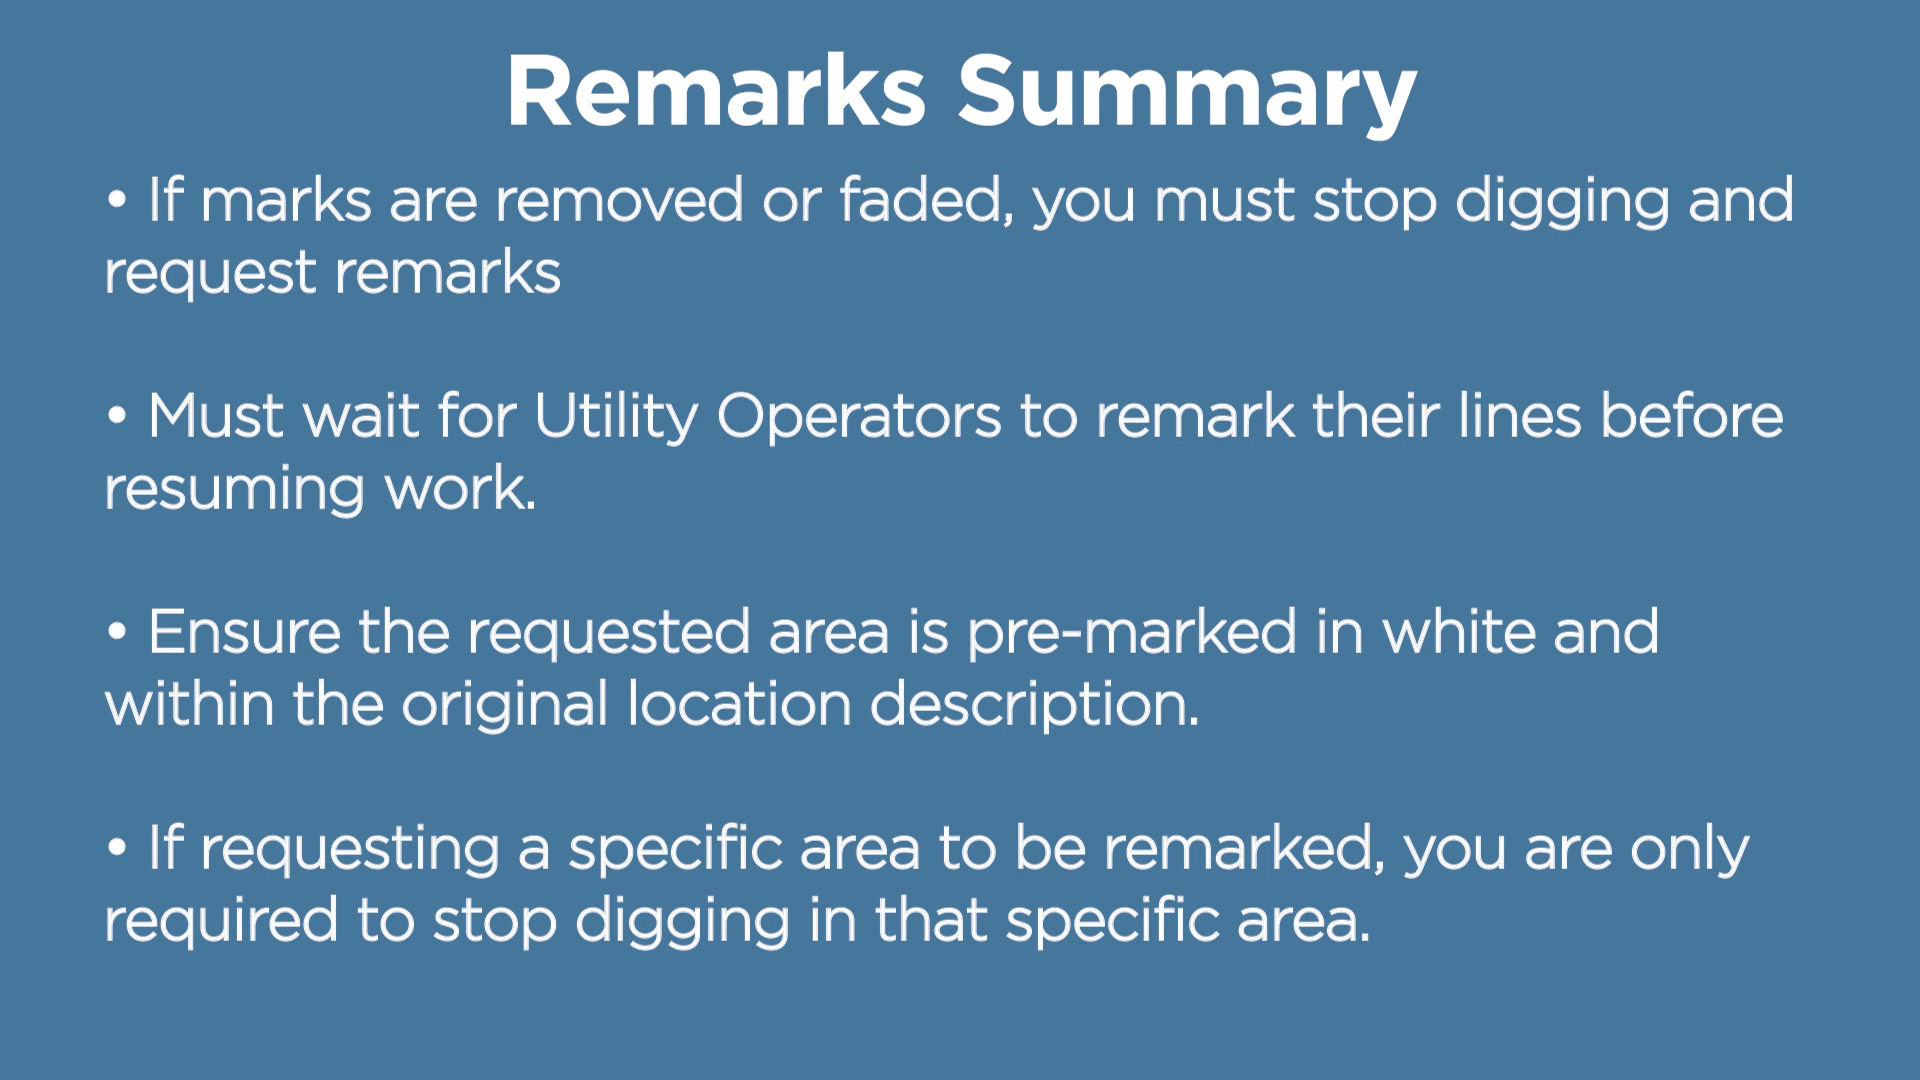 Remarks Summary
• If marks are removed or faded, you must stop digging and
request remarks
• Must wait for Utility Operators to remark their lines before
resuming work.
• Ensure the requested area is pre-marked in white and
within the original location description.
• If requesting a specific area to be remarked, you are only
required to stop digging in that specific area.